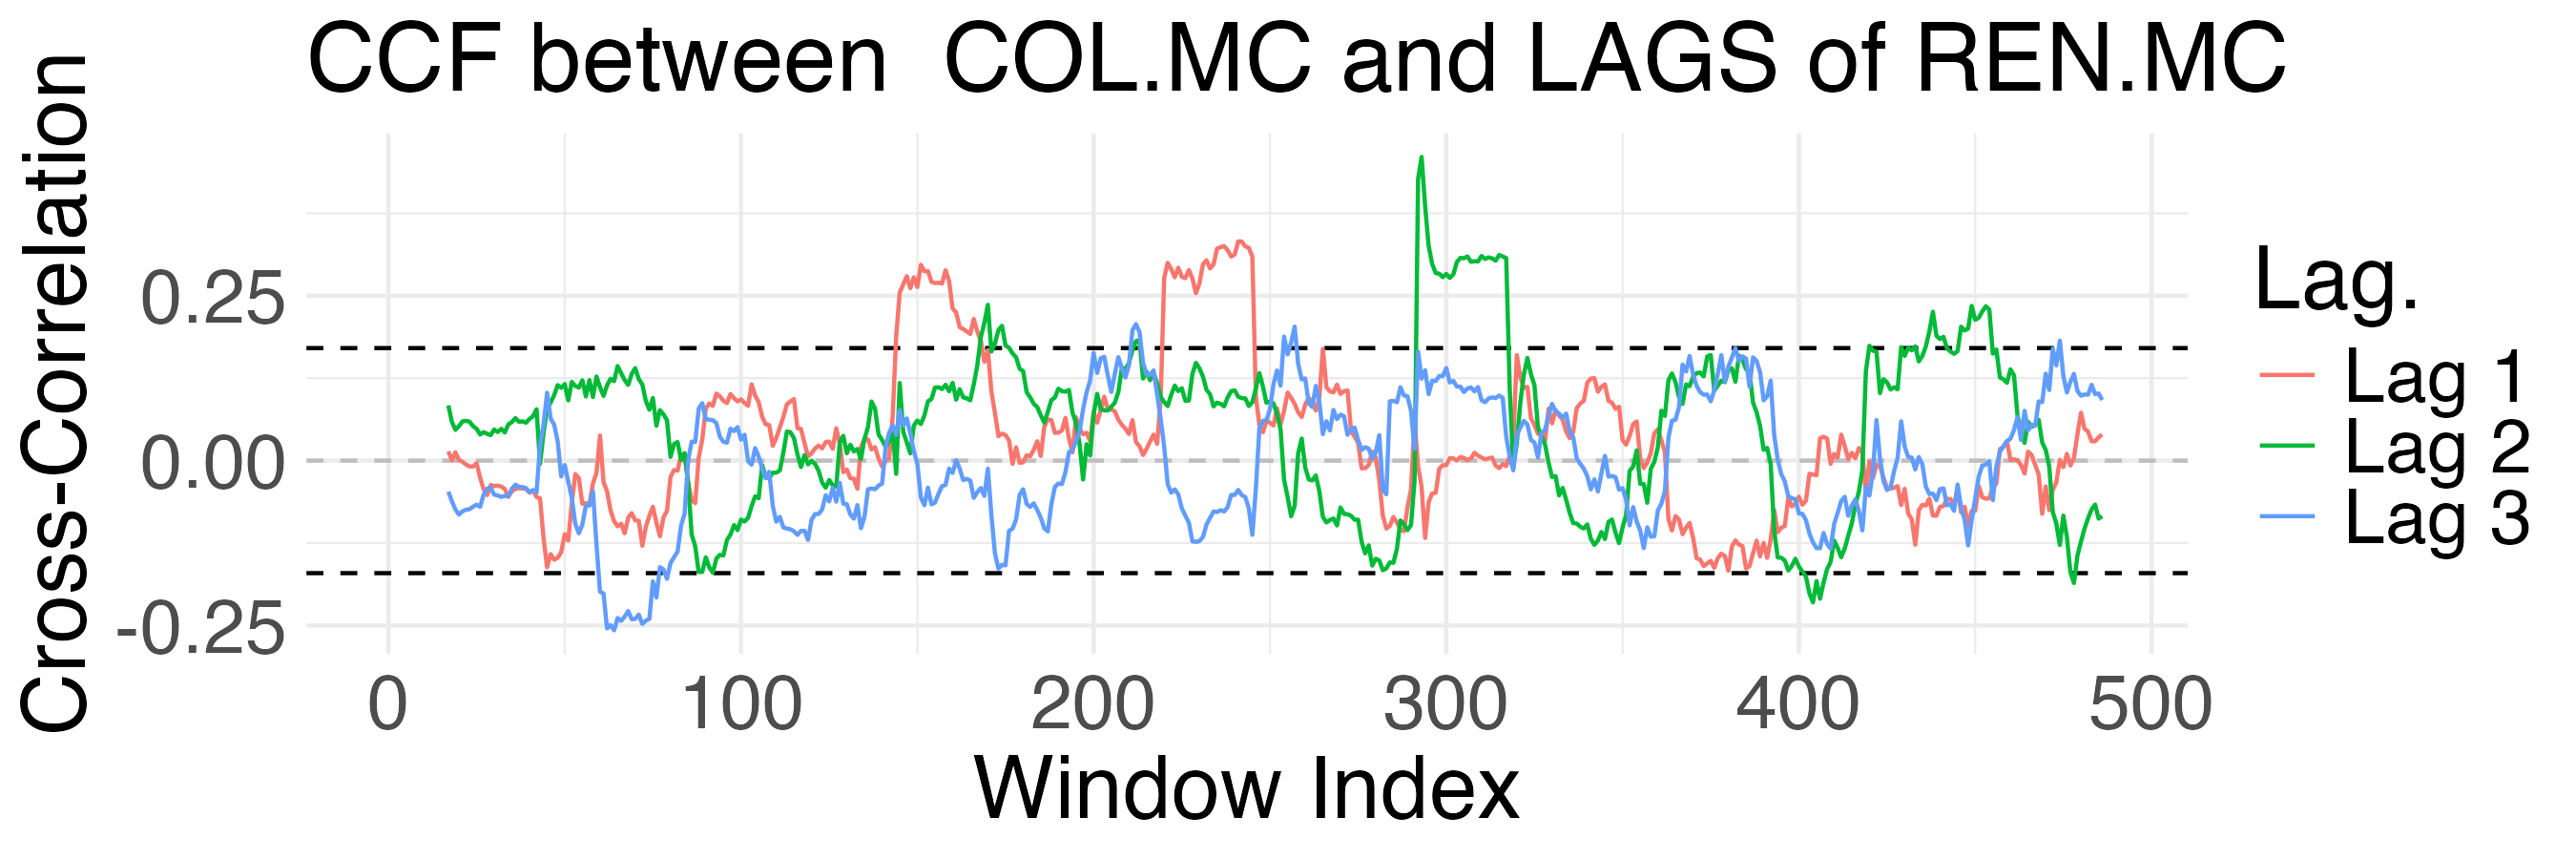 CCF between  COL.MC and LAGS of REN.MC
Cross-Correlation
0.25
0.00
-0.25
0 100 200 300 400 500
Window Index
Lag.
Lag 1
Lag 2
Lag 3